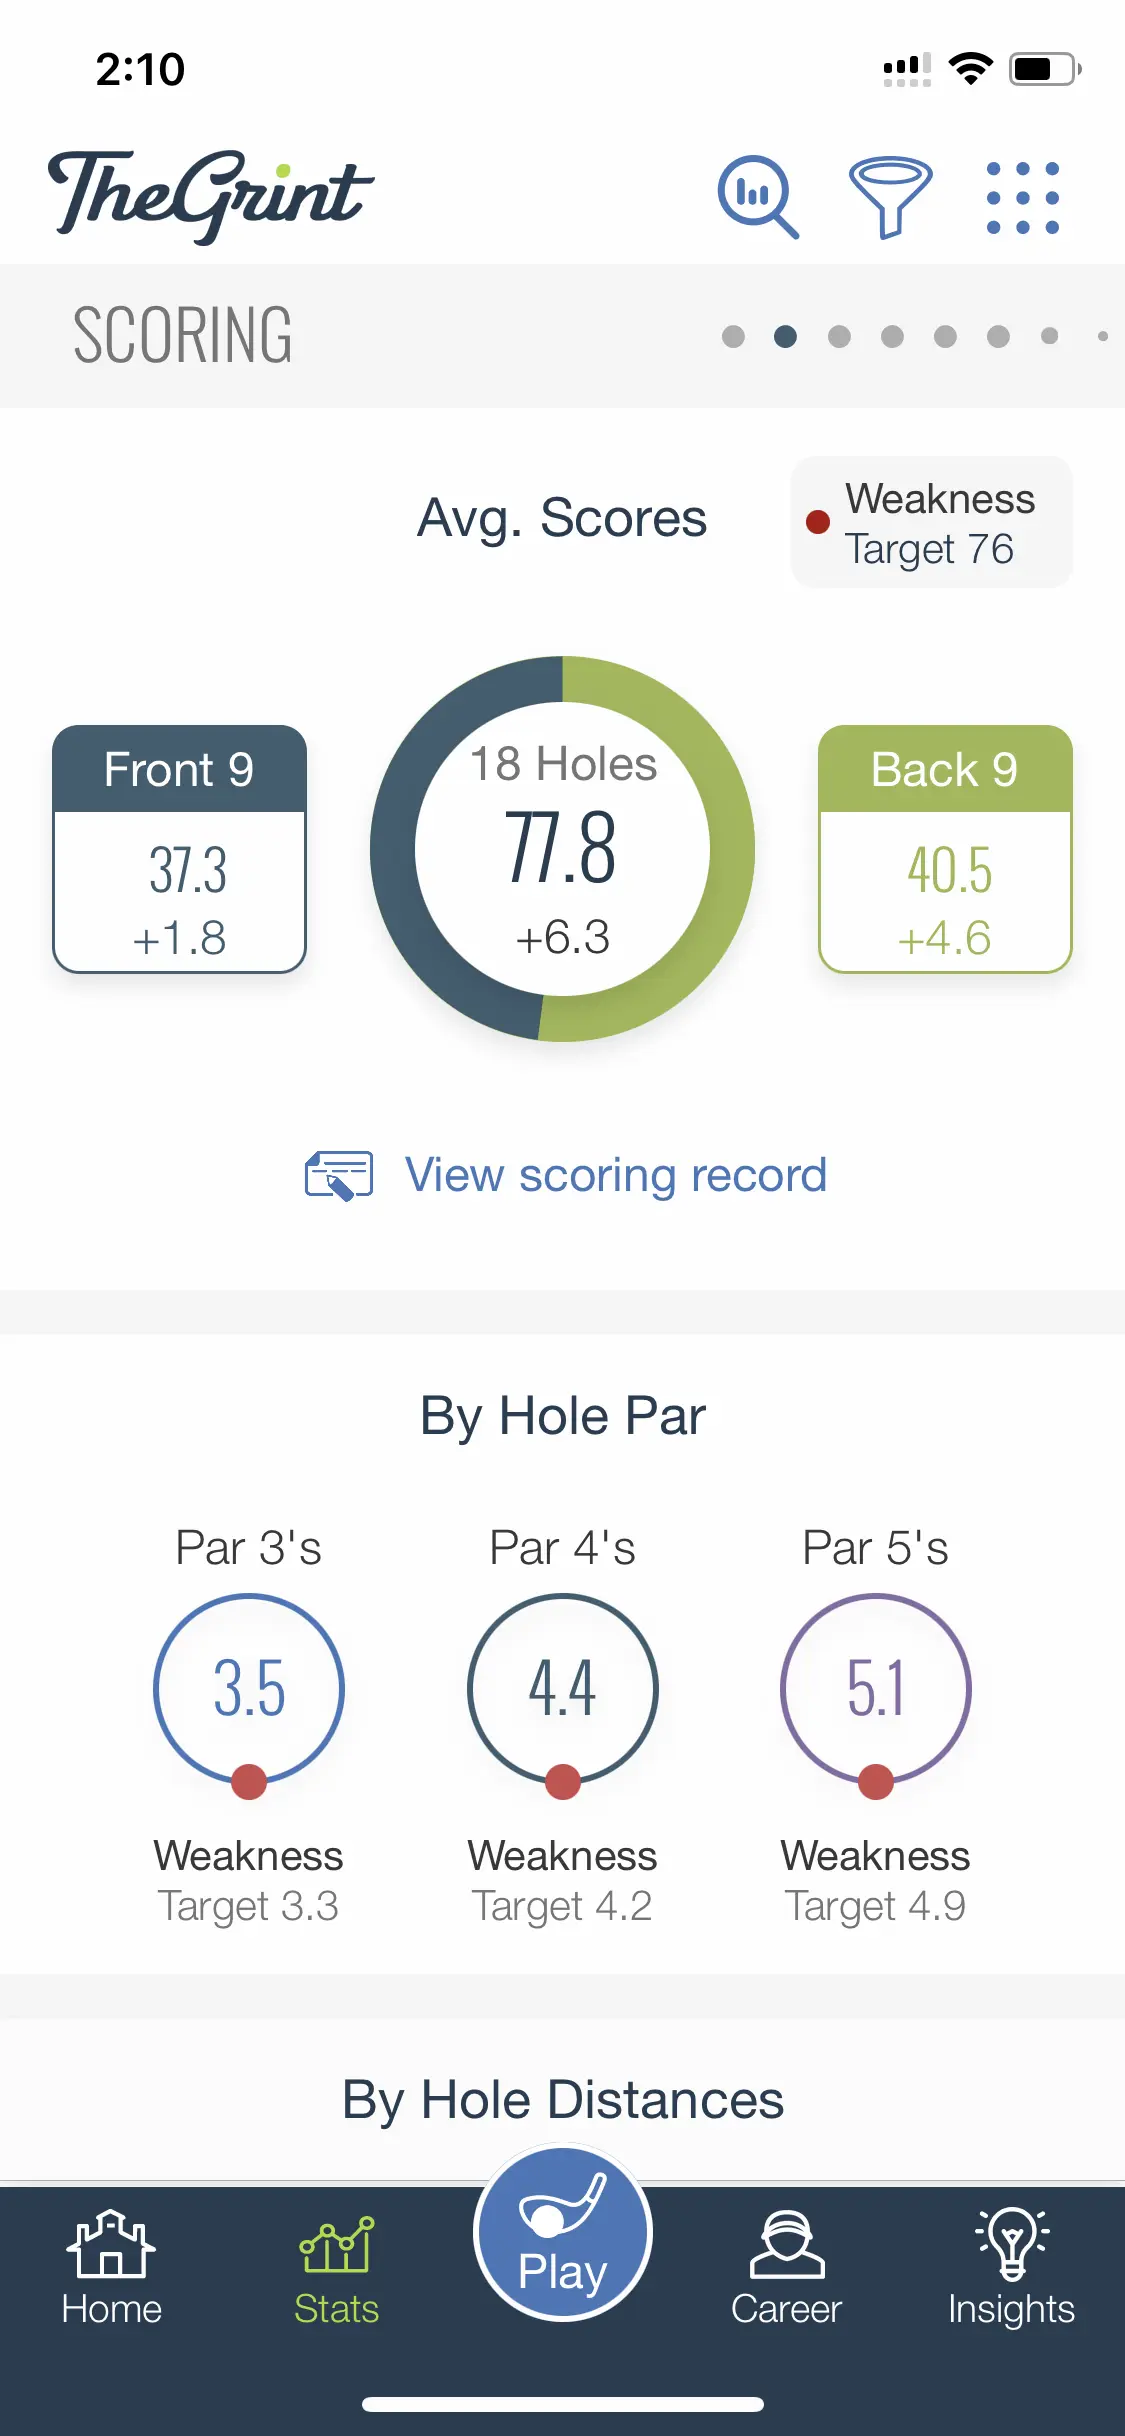 2:10
TheGrint
SCORING
Avg. Scores
Weakness
Target 76
Front 9
37.3
+1.8
18 Holes
77.8
+6.3
Back 9
40.5
+4.6
View scoring record
By Hole Par
Par 3's
Par 4's
Par 5's
3.5
4.4
5.1
Weakness
Weakness
Weakness
Target 3.3
Target 4.2
Target 4.9
By Hole Distances
Home
Stats
Play
Career
Insights